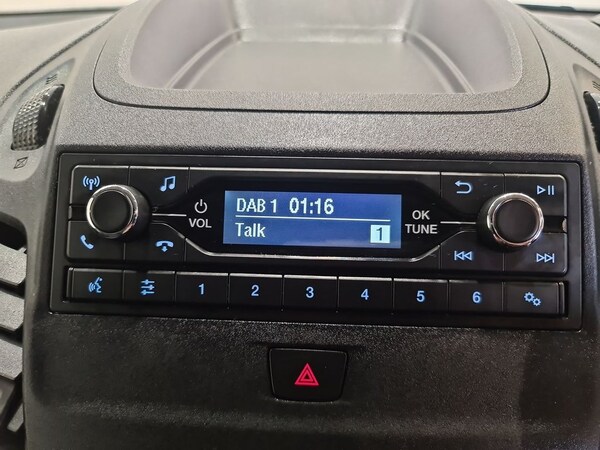 DAB 1 01:16
Talk 1
VOL
OK
TUNE
1 2 3 4 5 6